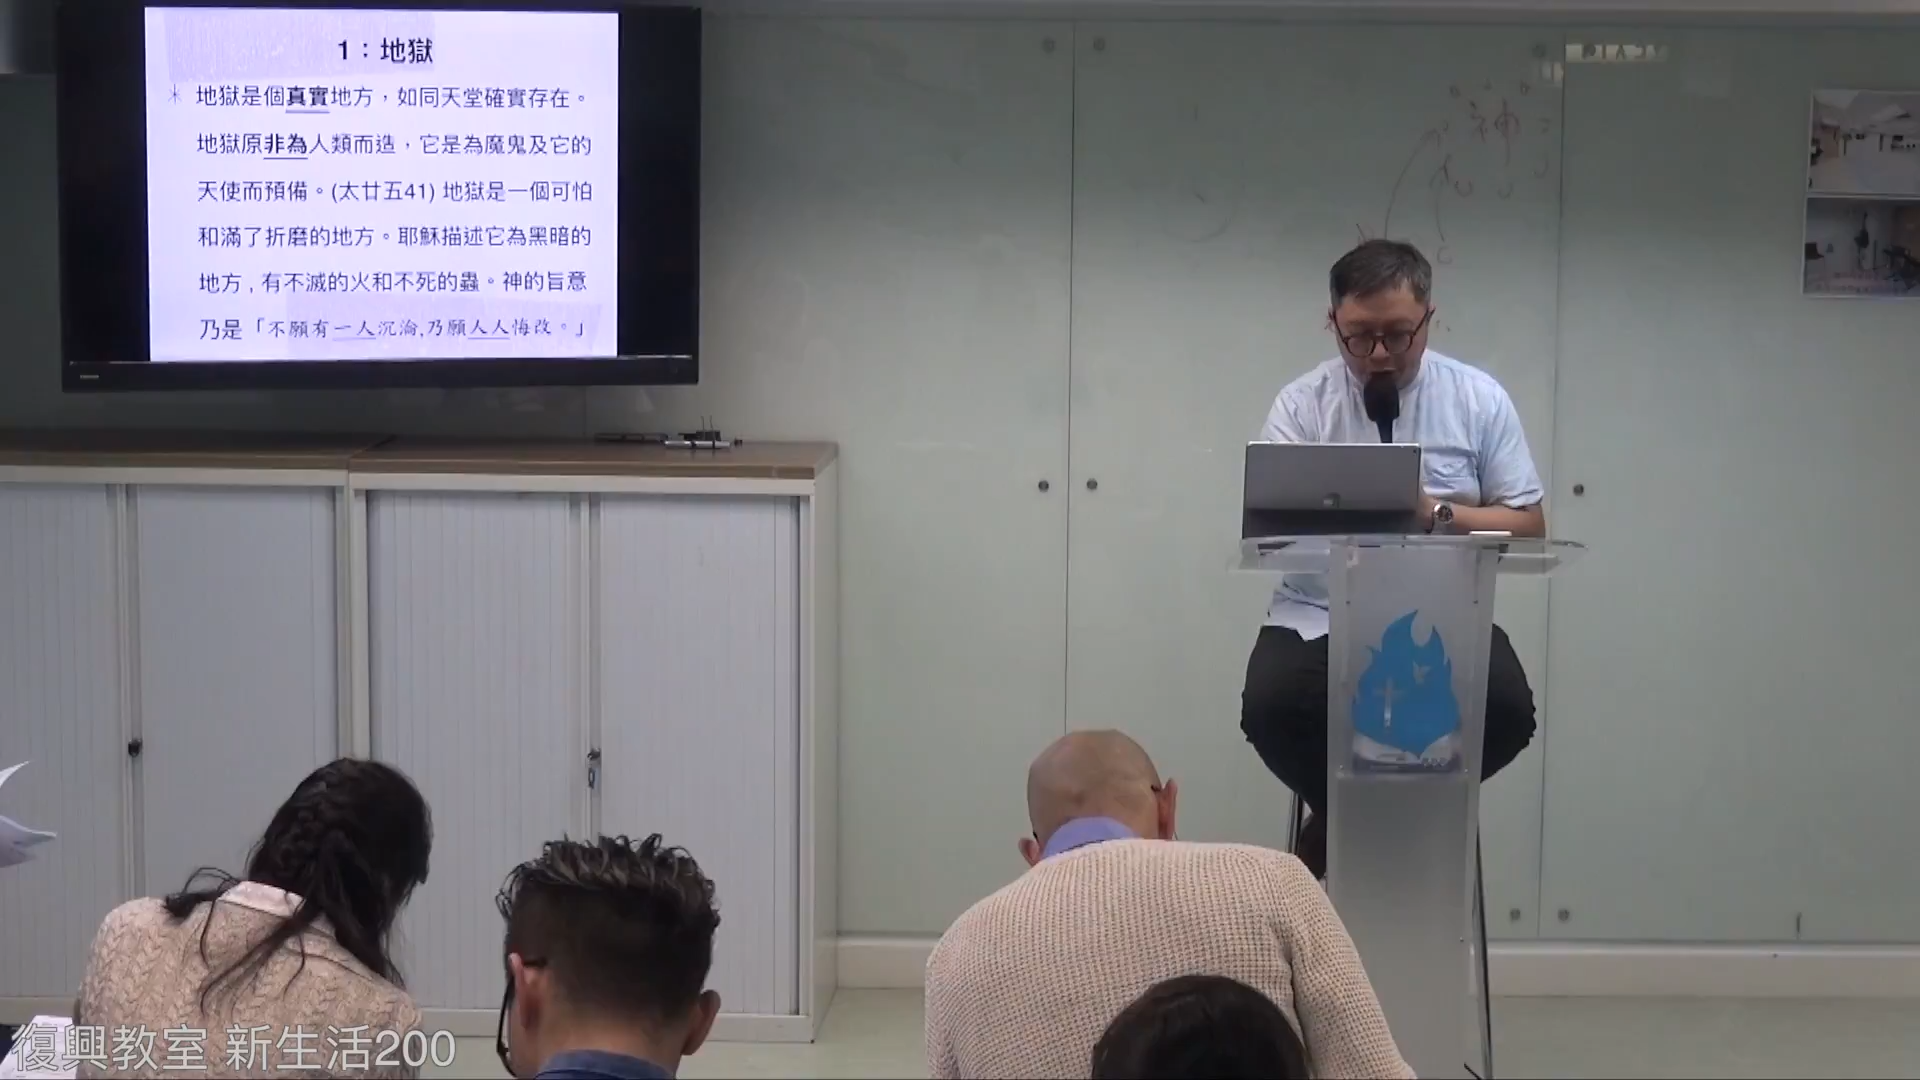 1：地獄
＊ 地獄是個真實地方，如同天堂確實存在。
地獄原非為人類而造，它是為魔鬼及它的
天使而預備。(太廿五41) 地獄是一個可怕
和滿了折磨的地方。耶穌描述它為黑暗的
地方，有不滅的火和不死的蟲。神的旨意
乃是「不願有一人沉淪,乃願人人悔改。」
神
復興教室 新生活200